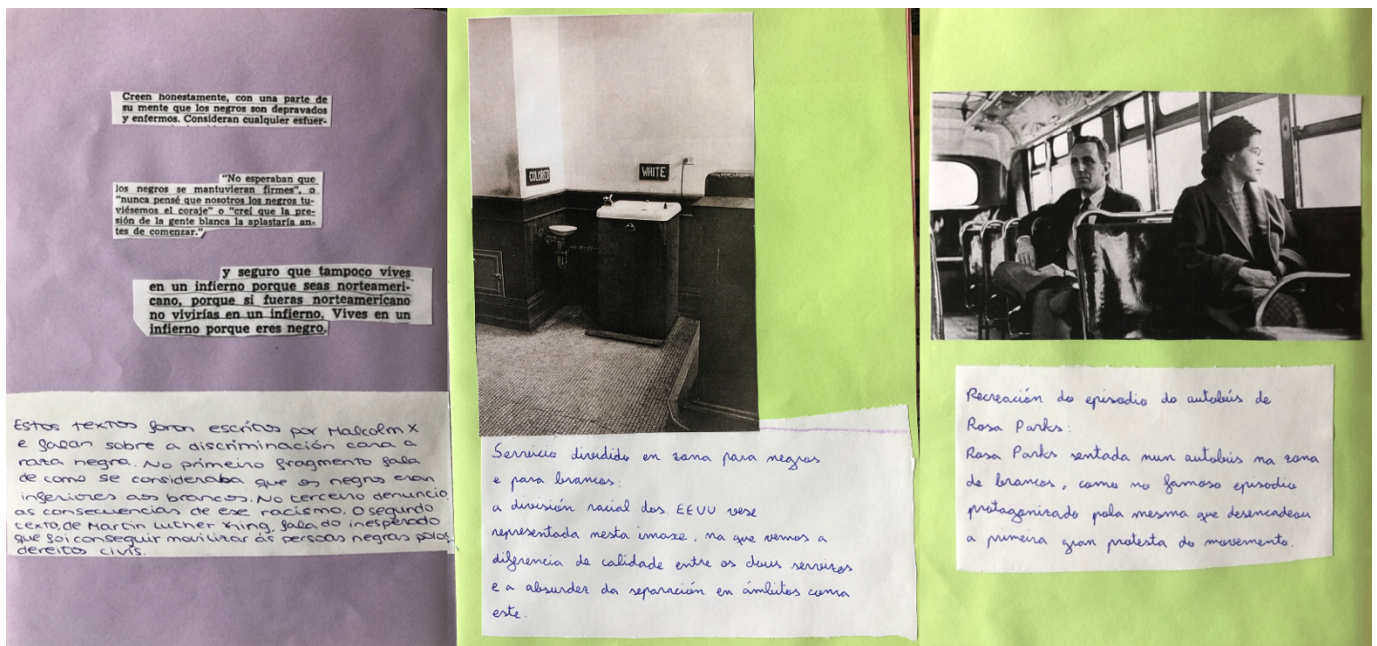 Creen honestamente, con una parte de
su mente que los negros son depravados
y enfermos. Consideran cualquier esfuer-
"No esperaban que
los negros se mantuvieran firmes", o
"nunca pensé que nosotros los negros tu-
viésemos el coraje" o "creí que la pre-
sión de la gente blanca la aplastaría an-
tes de comenzar."
y seguro que tampoco vives
en un infierno porque seas norteameri-
cano, porque si fueras norteamericano
no vivirías en un infierno. Vives en un
infierno porque eres negro.
Estos textos foron escritos por Malcolm X
e falan sobre a discriminación cara a
raza negra. No primeiro fragmento fala
de como se consideraba que os negros eran
inferiores aos brancos. No terceiro denuncia
as consecuencias de ese racismo. O segundo
texto, de Martin Luther King, fala do inesperado
que foi conseguir movilizar ás persoas negras polos
dereitos civís.
COLORED
WHITE
Servicio dividido en zona para negros
e para brancos:
a división racial dos EEUU vese
representada nesta imaxe, na que vemos a
diferencia de calidade entre os dous servizos
e a absurdez da separación en ámbitos coma
este.
Recreación do episodio do autobús de
Rosa Parks:
Rosa Parks sentada nun autobús na zona
de brancos, como no famoso episodio
protagonizado pola mesma que desencadeou
a primeira gran protesta do movemento.